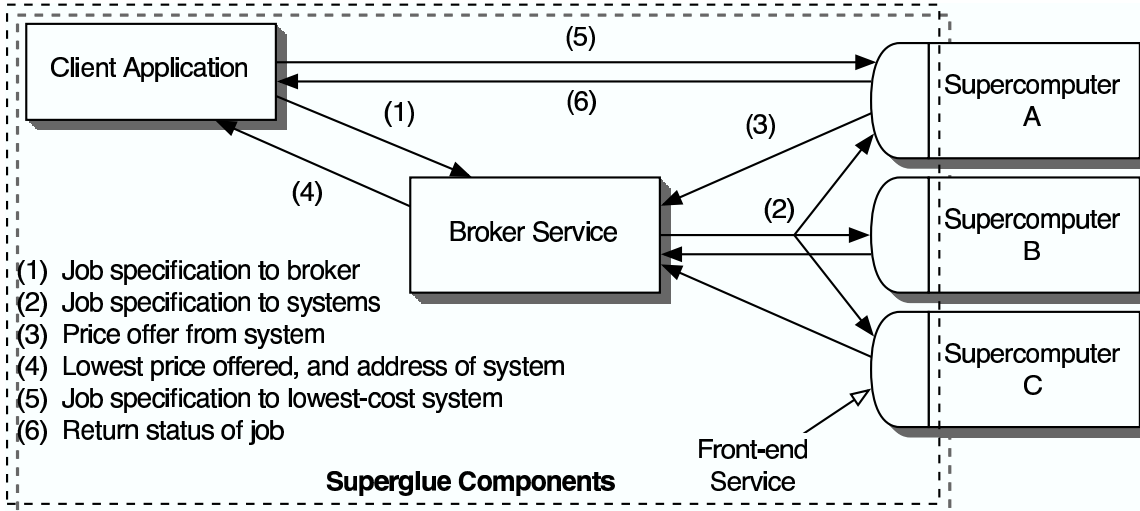 Client Application
(5)
(6)
(1)
(3)
(4)
(2)
Supercomputer
A
Broker Service
Supercomputer
B
Supercomputer
C
(1) Job specification to broker
(2) Job specification to systems
(3) Price offer from system
(4) Lowest price offered, and address of system
(5) Job specification to lowest-cost system
(6) Return status of job
Front-end
Service
Superglue Components